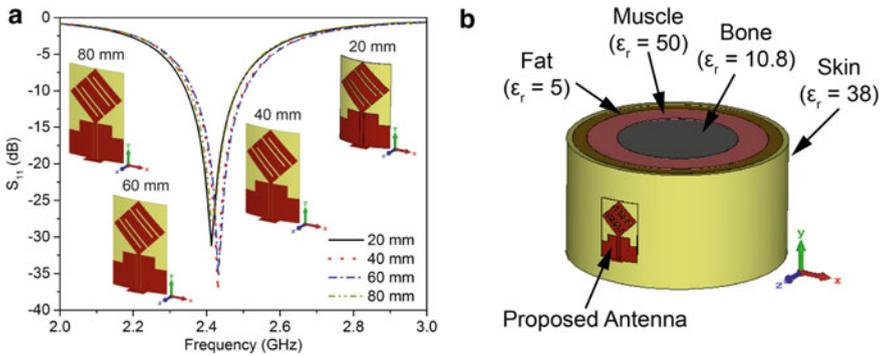 a
0
-5
-10
-15
-20
-25
-30
-35
-40
S11 (dB)
2.0
2.2
2.4
2.6
2.8
3.0
Frequency (GHz)
80 mm
20 mm
40 mm
60 mm
20 mm
40 mm
60 mm
80 mm
b
Muscle
(εr = 50)
Bone
(εr = 10.8)
Fat
(εr = 5)
Skin
(εr = 38)
Proposed Antenna
y
z
x